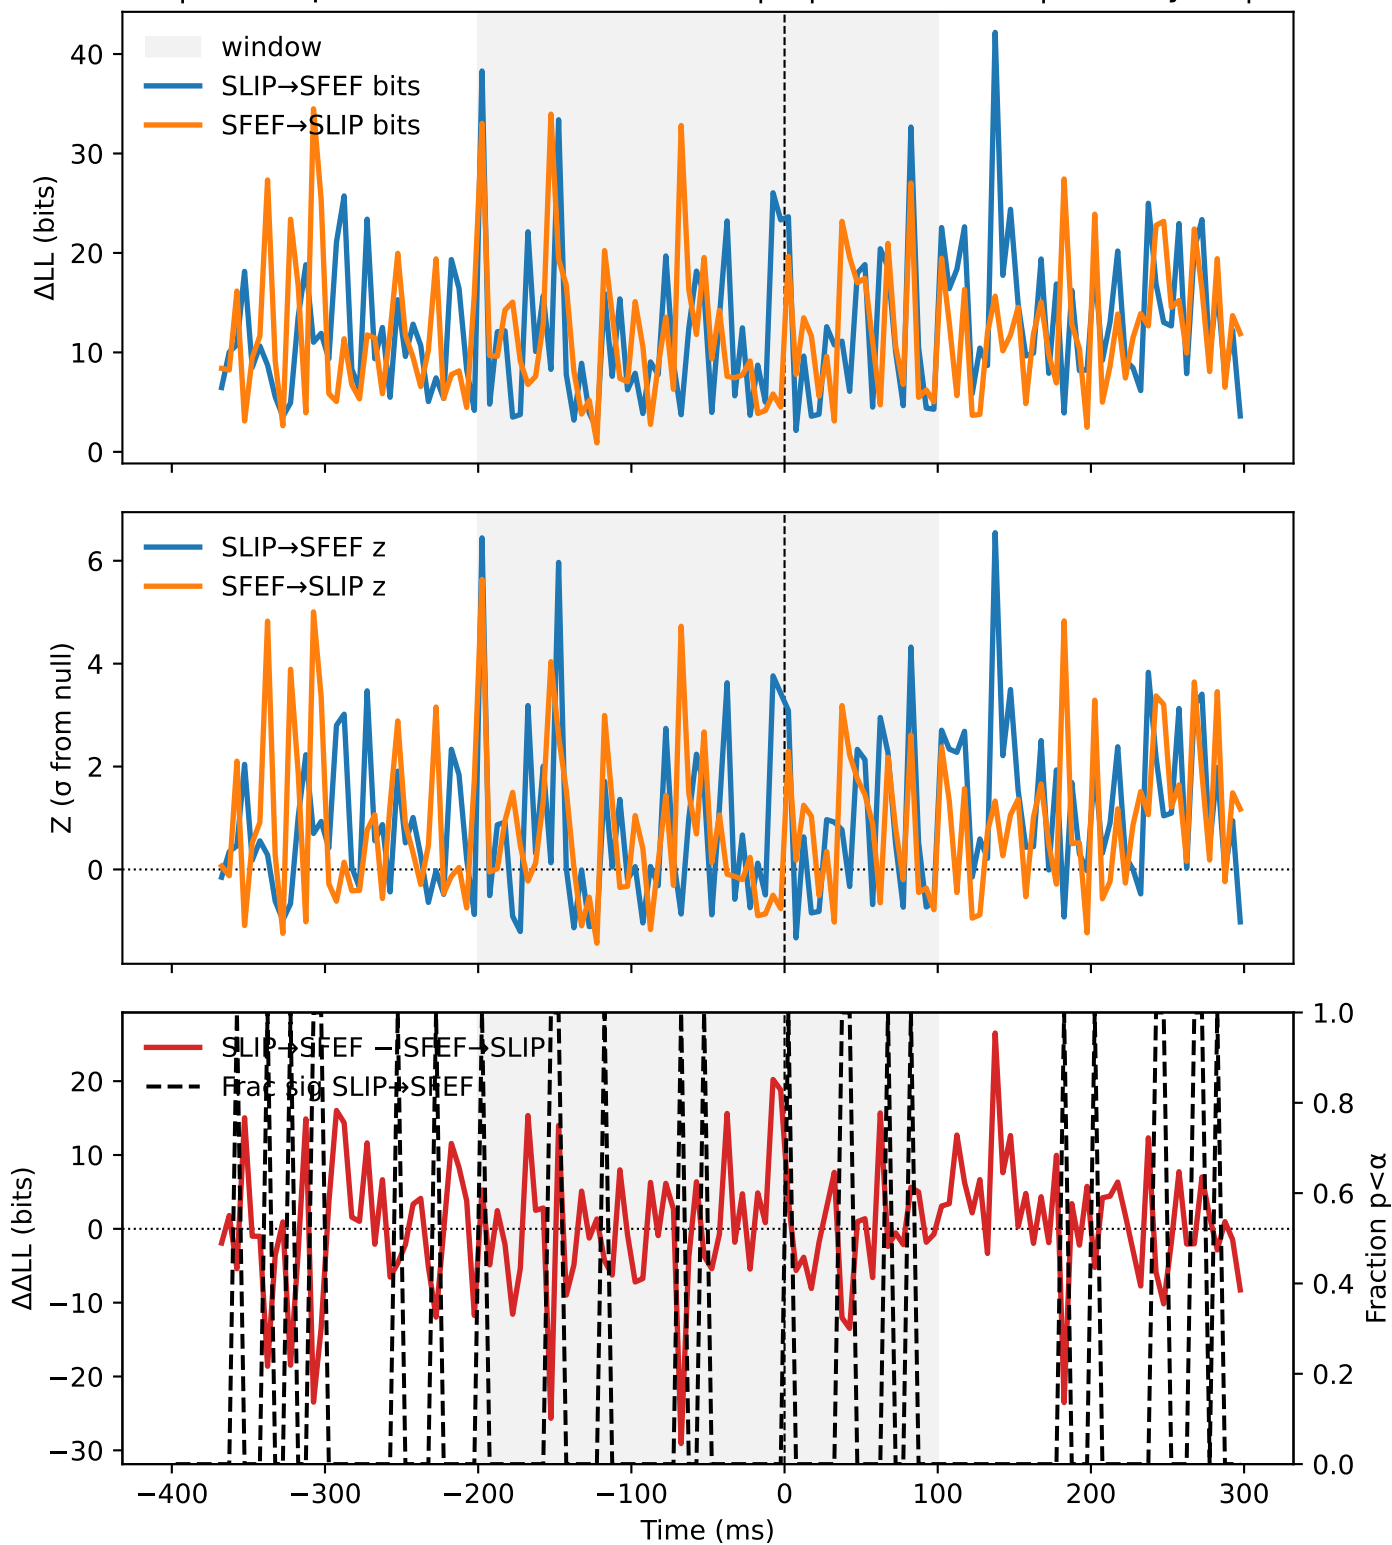 window
SLIP→SFEF bits
SFEF→SLIP bits
ΔLL (bits)
40
30
20
10
0
SLIP→SFEF z
SFEF→SLIP z
Z (σ from null)
6
4
2
0
SLIP→SFEF − SFEF→SLIP
Frac sig SLIP→SFEF
ΔΔLL (bits)
20
10
0
−10
−20
−30
1.0
0.8
0.6
0.4
0.2
0.0
Fraction p<α
−400 −300 −200 −100 0 100 200 300
Time (ms)